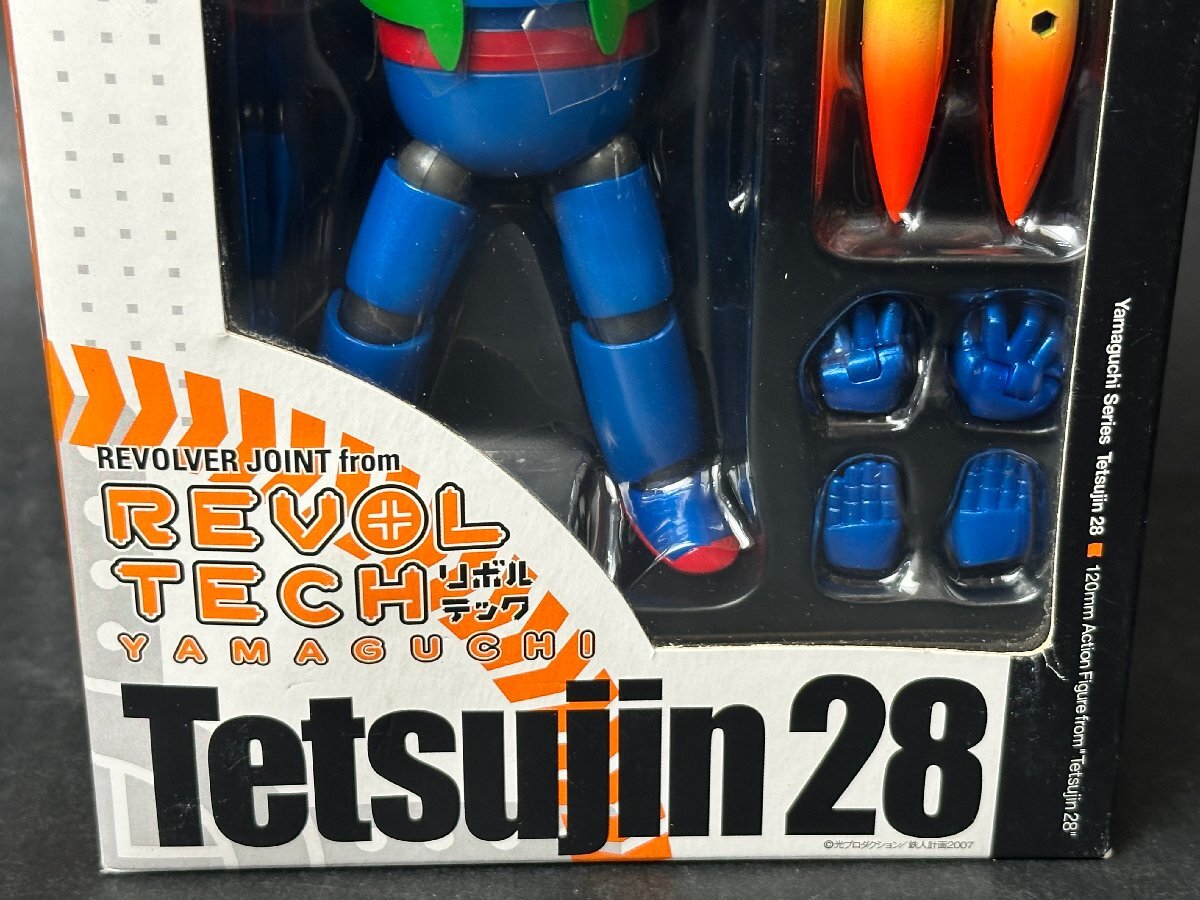 REVOLVER JOINT from
REVOL
TECH リボル
テック
YAMAGUCHI
Tetsujin 28
©光プロダクション/鉄人計画2007
Yamaguchi Series Tetsujin 28 120mm Action Figure from "Tetsujin 28"